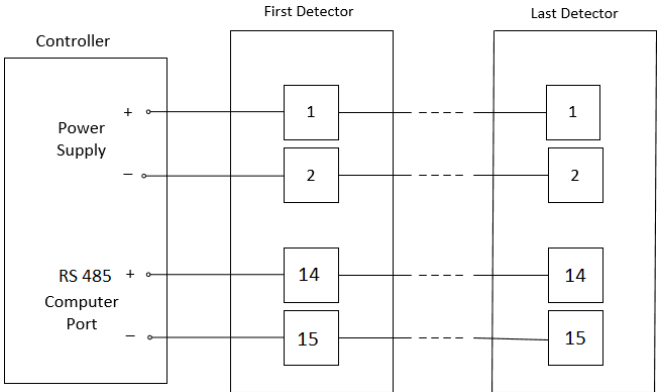 First Detector
Last Detector
Controller
+
1
1
Power
Supply
−
2
2
RS 485 +
14
14
Computer
Port
−
15
15